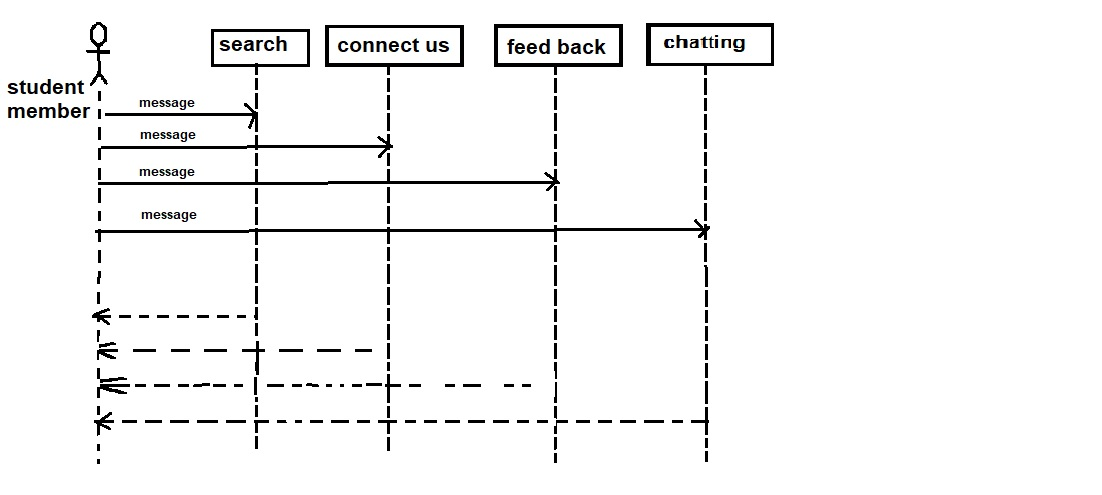 search
connect us
feed back
chatting
student
member
message
message
message
message